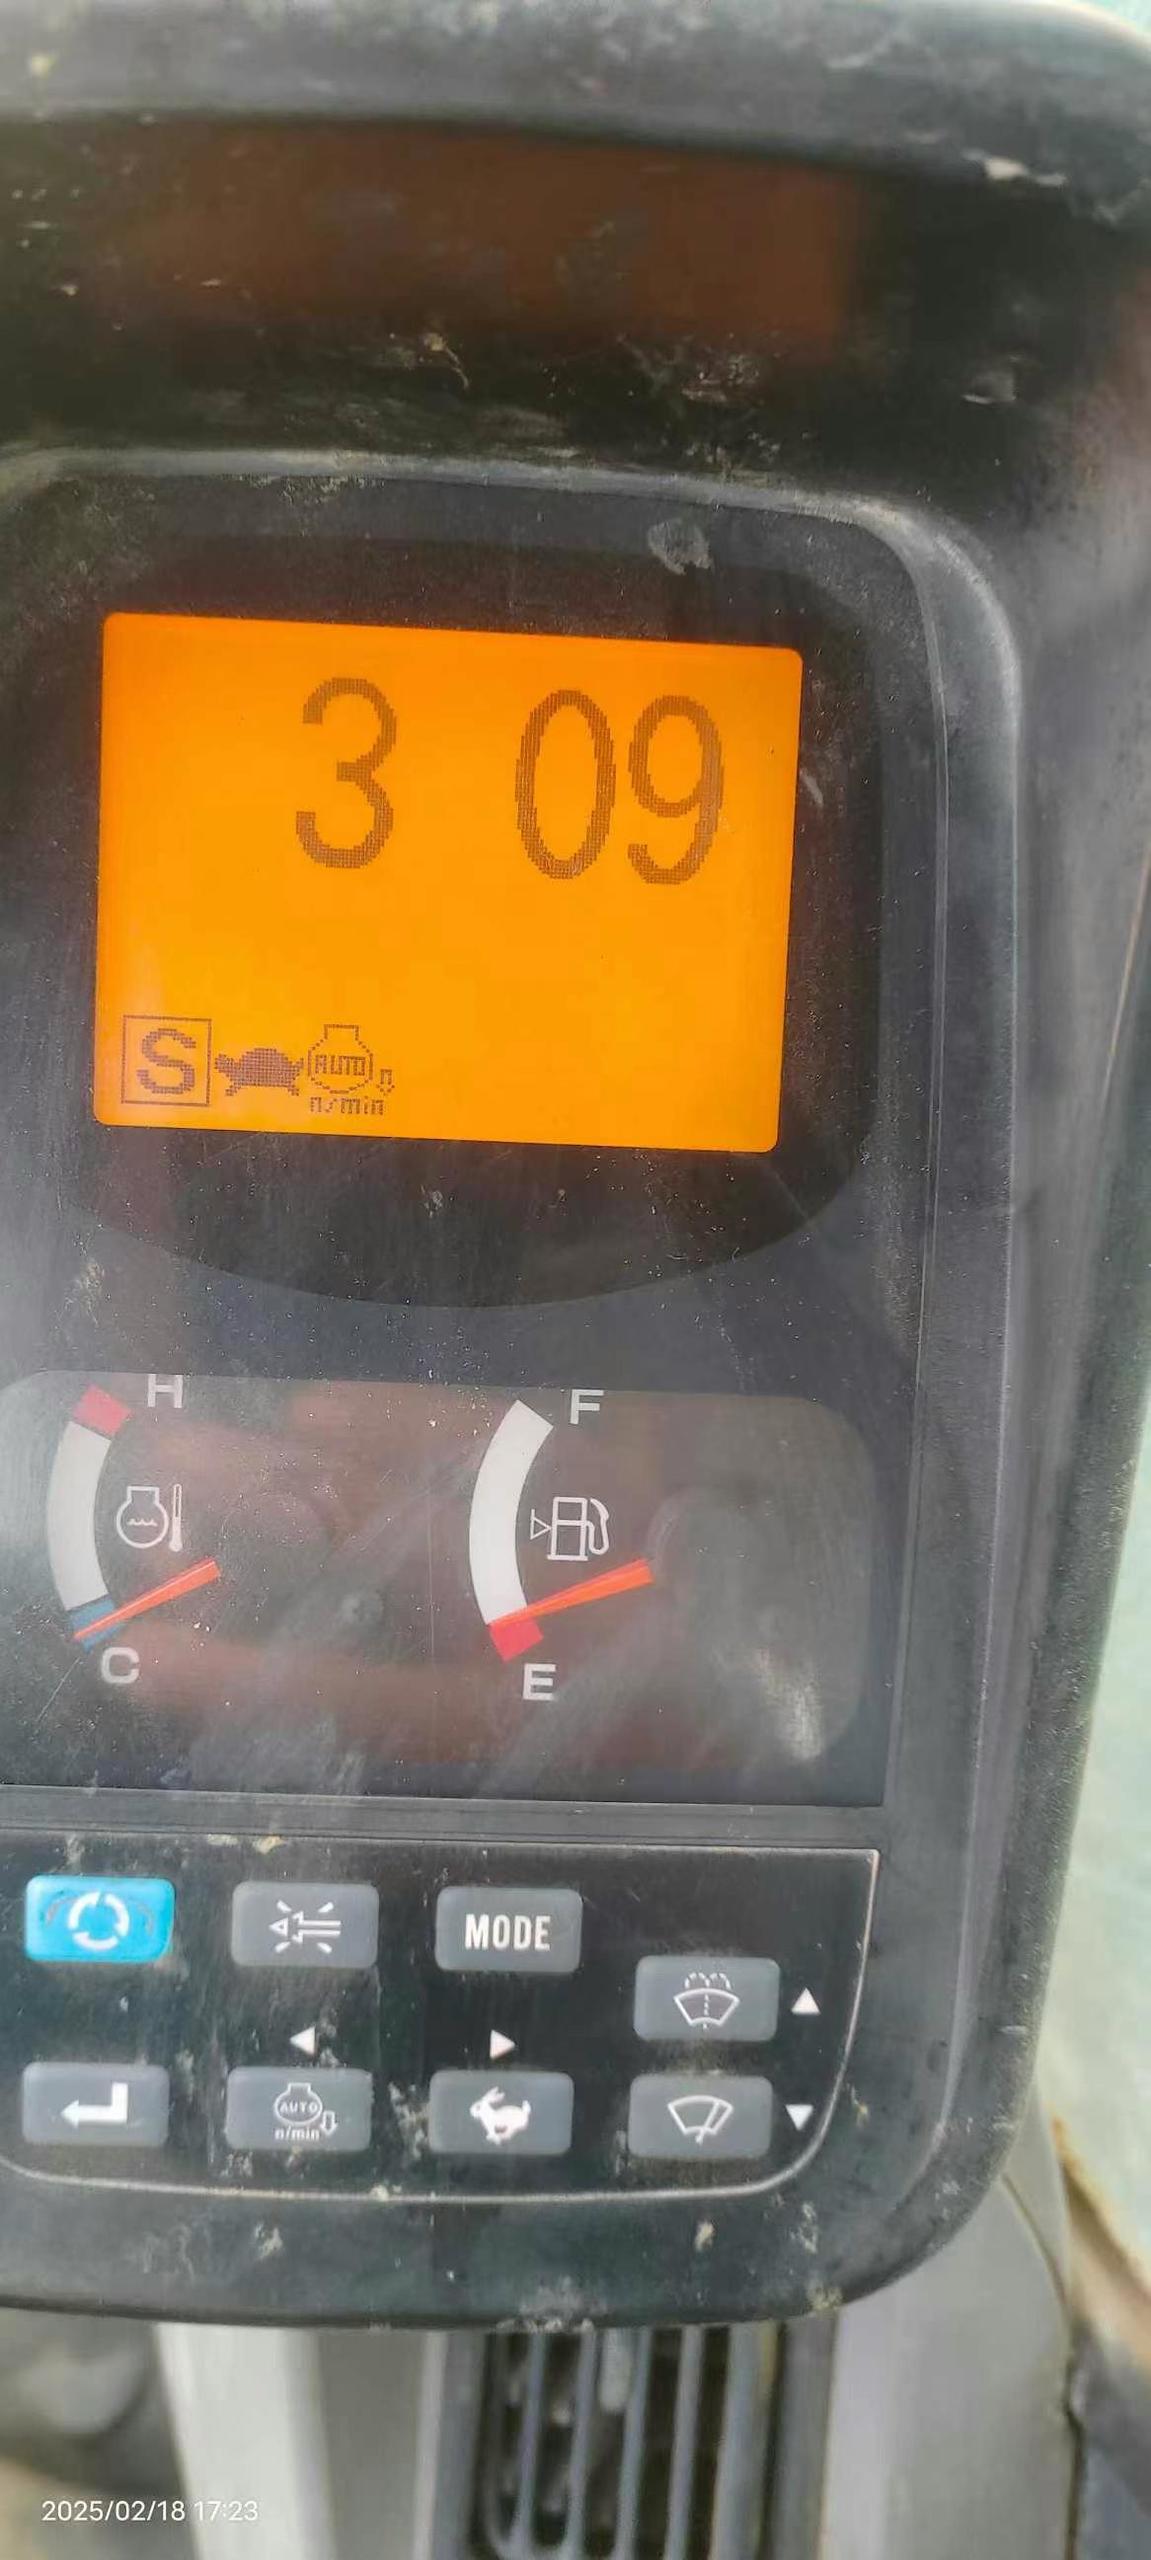 3 09
S AUTO
n/min
H F
C E
MODE
AUTO
n/min
2025/02/18 17:23